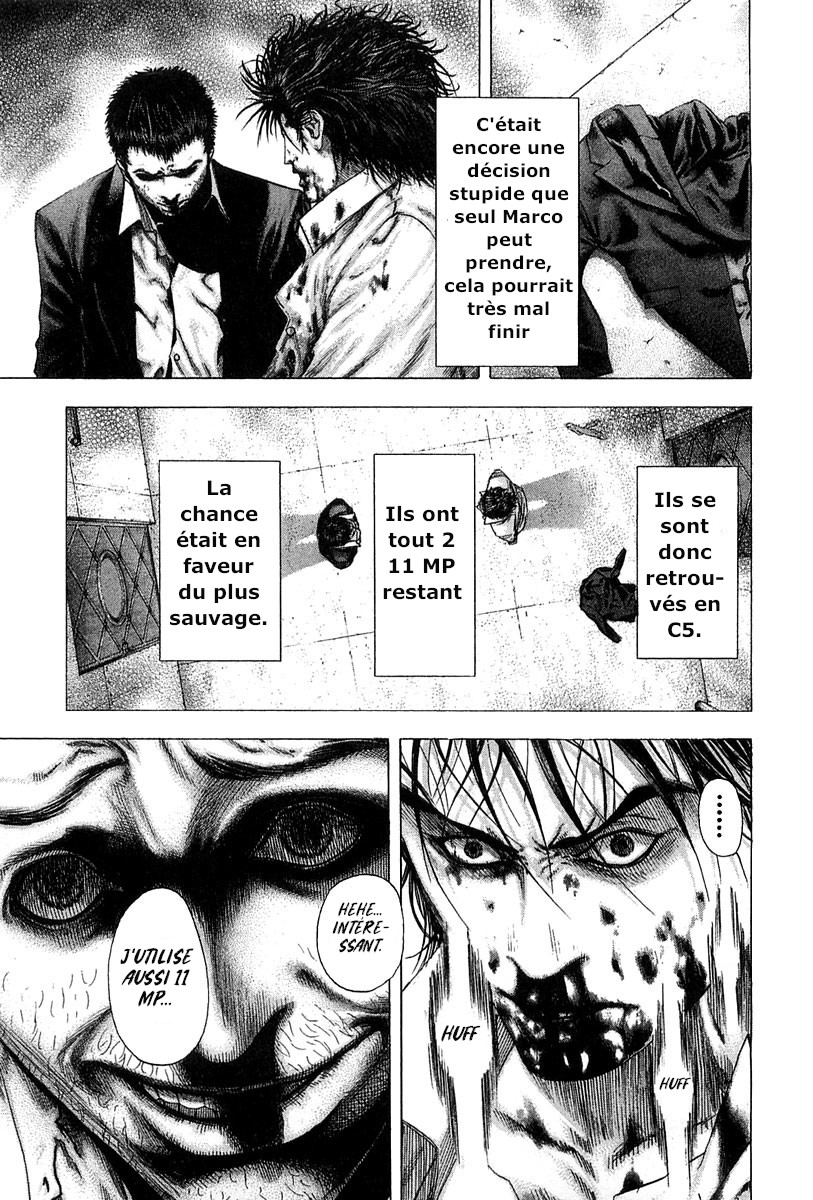 C'était
encore une
décision
stupide que
seul Marco
peut
prendre,
cela pourrait
très mal
finir
Ils se
sont
donc
retrou-
vés en
C5.
Ils ont
tout 2
11 MP
restant
La
chance
était en
faveur
du plus
sauvage.
......
HUFF
HUFF
HEHE...
INTÉRE-
SSANT.
J'UTILISE
AUSSI 11
MP...